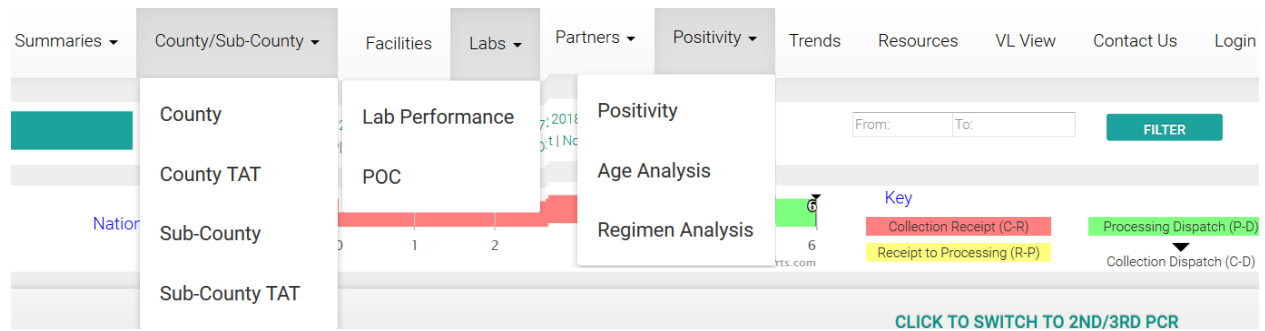 Summaries County/Sub-County Facilities Labs Partners Positivity Trends Resources VL View Contact Us Login
County
County TAT
Sub-County
Sub-County TAT
Lab Performance
POC
Positivity
Age Analysis
Regimen Analysis
2018
From: To: FILTER
Key
Collection Receipt (C-R) Processing Dispatch (P-D)
Receipt to Processing (R-P) Collection Dispatch (C-D)
6
0 1 2 6
CLICK TO SWITCH TO 2ND/3RD PCR